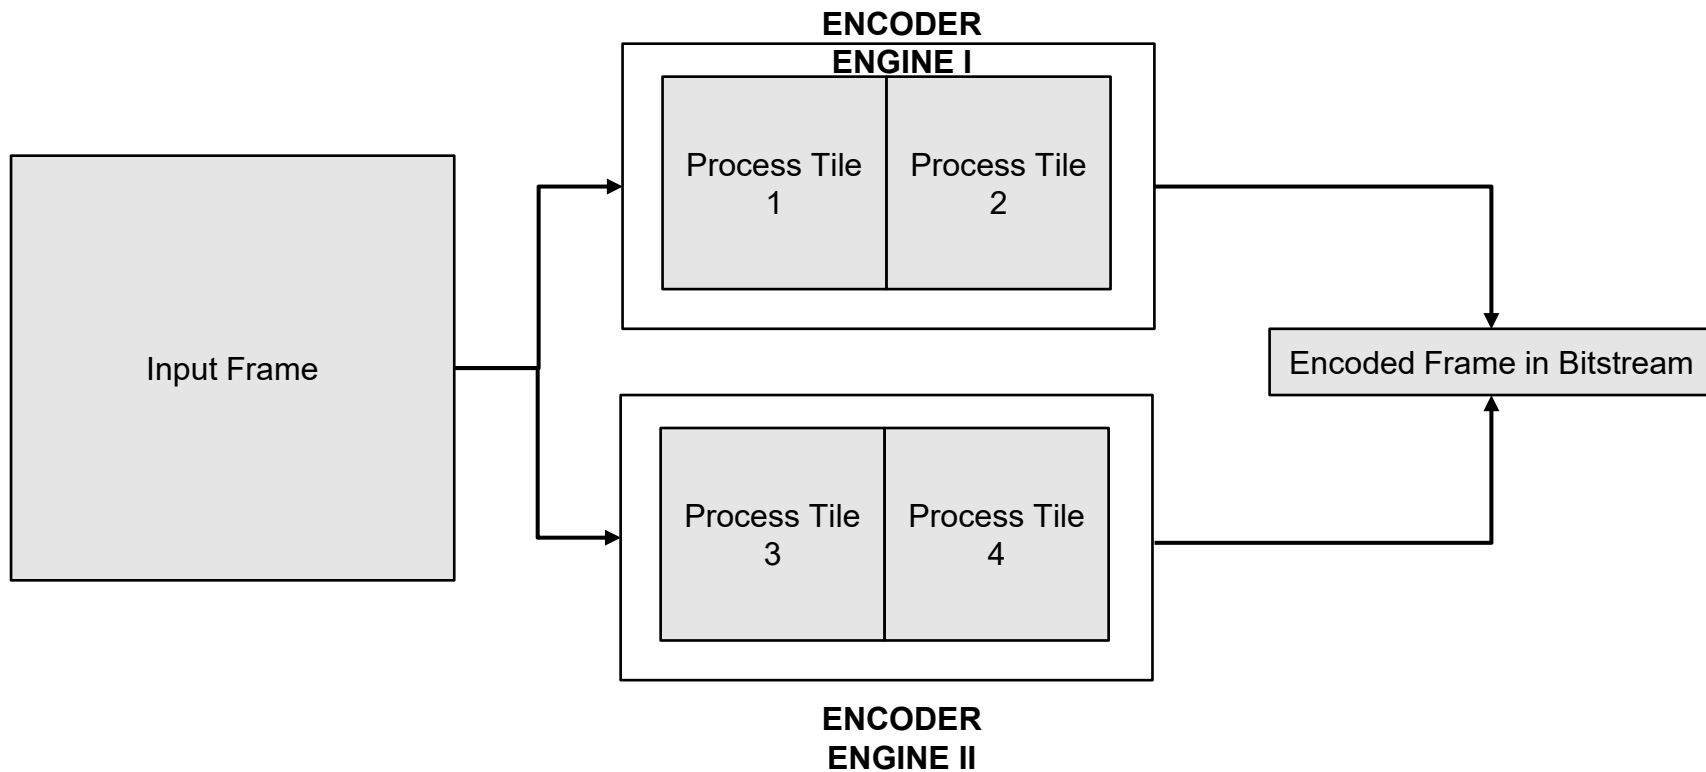 ENCODER
ENGINE I
Process Tile
1
Process Tile
2
Input Frame
Encoded Frame in Bitstream
Process Tile
3
Process Tile
4
ENCODER
ENGINE II